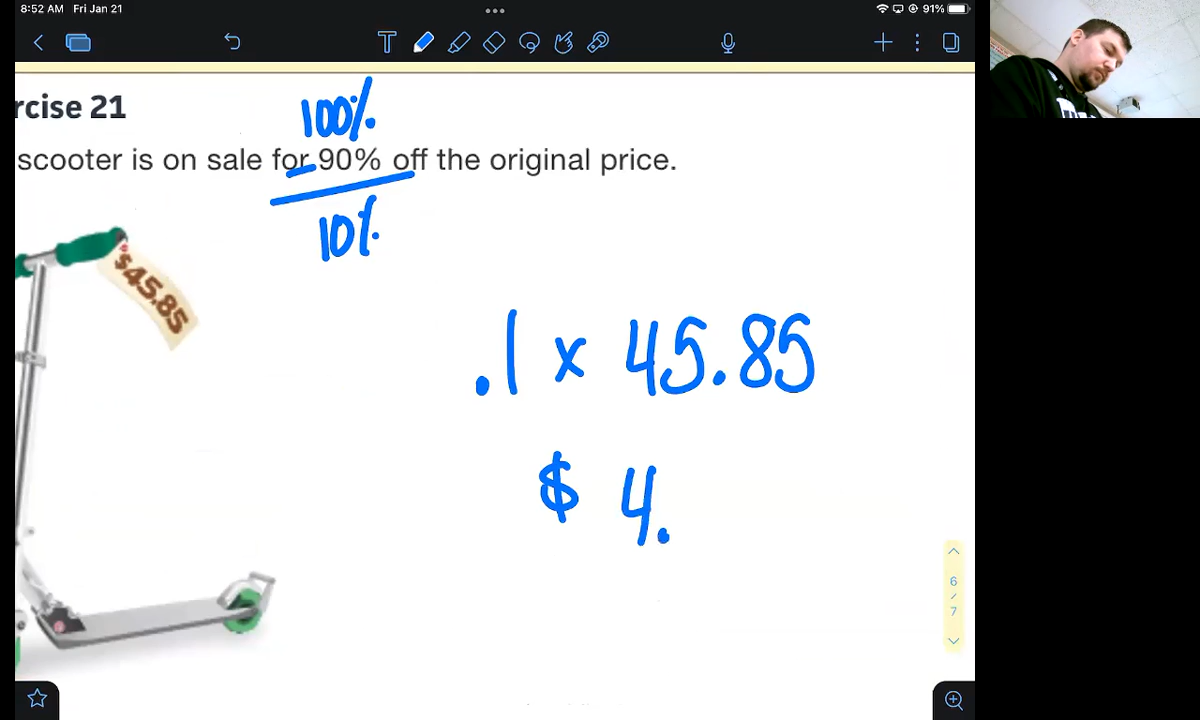 8:52 AM Fri Jan 21
91%
T
rcise 21
100%
scooter is on sale for 90% off the original price.
10%
$45.85
.1 x 45.85
$ 4.
6
/
7